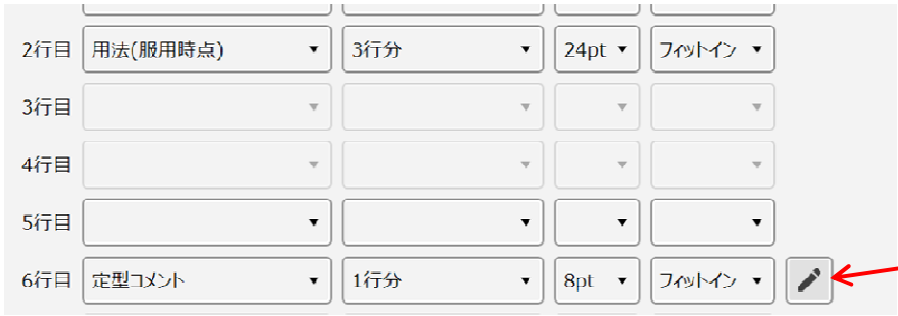 2行目 用法(服用時点) 3行分 24pt フィットイン
3行目
4行目
5行目
6行目 定型コメント 1行分 8pt フィットイン